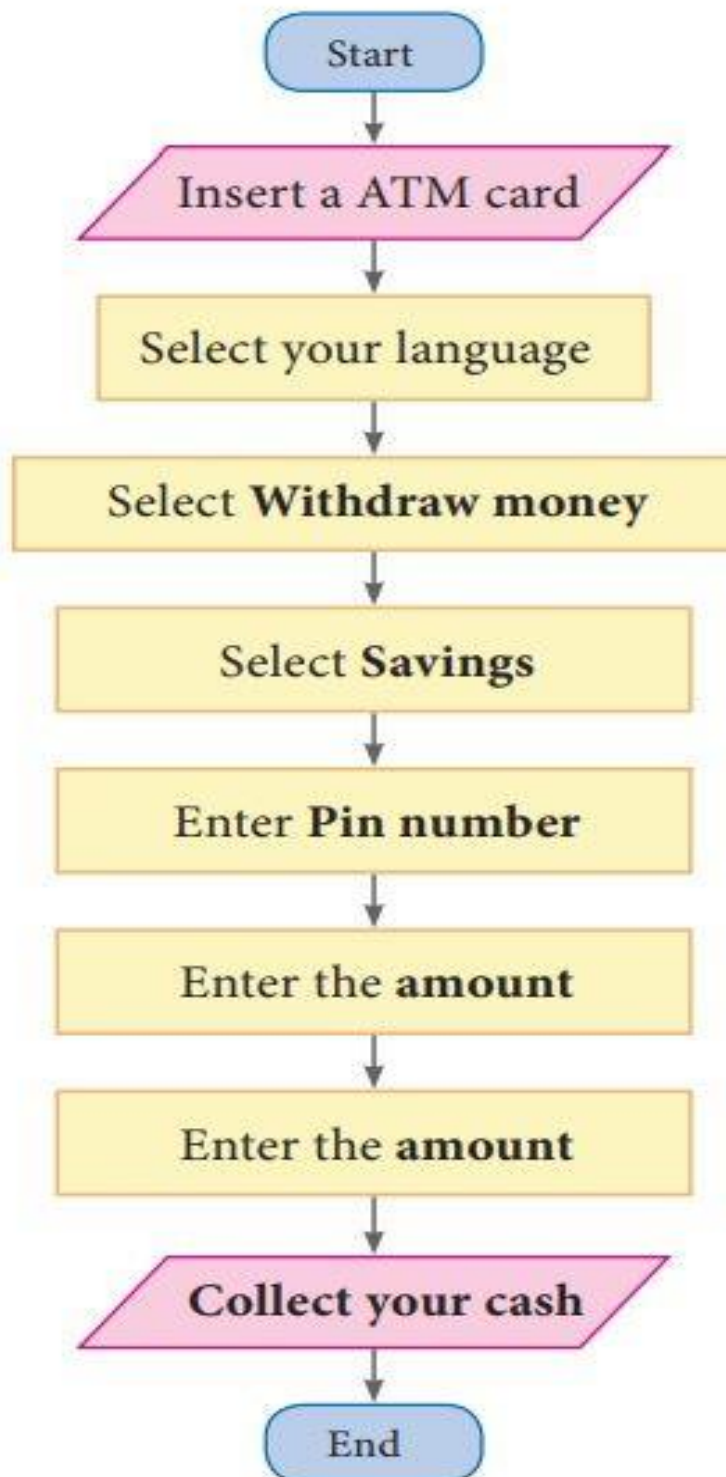 Start
Insert a ATM card
Select your language
Select Withdraw money
Select Savings
Enter Pin number
Enter the amount
Enter the amount
Collect your cash
End